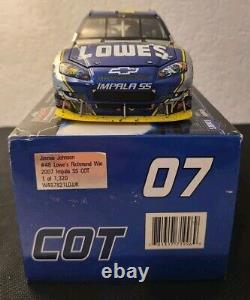 LOWE'S
IMPALA SS
Jimmie Johnson
#48 Lowe's Richmond Win
2007 Impala SS COT
1 of 1,320
07
COT